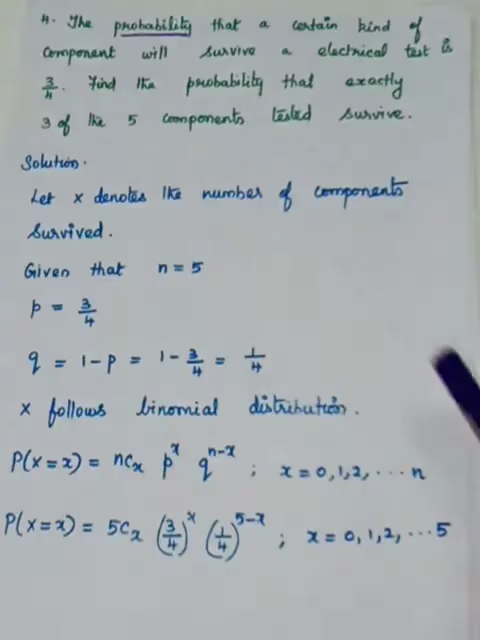 4. The probability that a certain kind of
component will survive a electrical test is
3/4. Find the probability that exactly
3 of the 5 components tested survive.
Solution.
Let x denotes the number of components
survived.
Given that n = 5
p = 3/4
q = 1 - p = 1 - 3/4 = 1/4
x follows binomial distribution.
P(X=x) = nCx p^x q^(n-x) ; x = 0,1,2, ... n
P(X=x) = 5Cx (3/4)^x (1/4)^(5-x) ; x = 0,1,2, ... 5